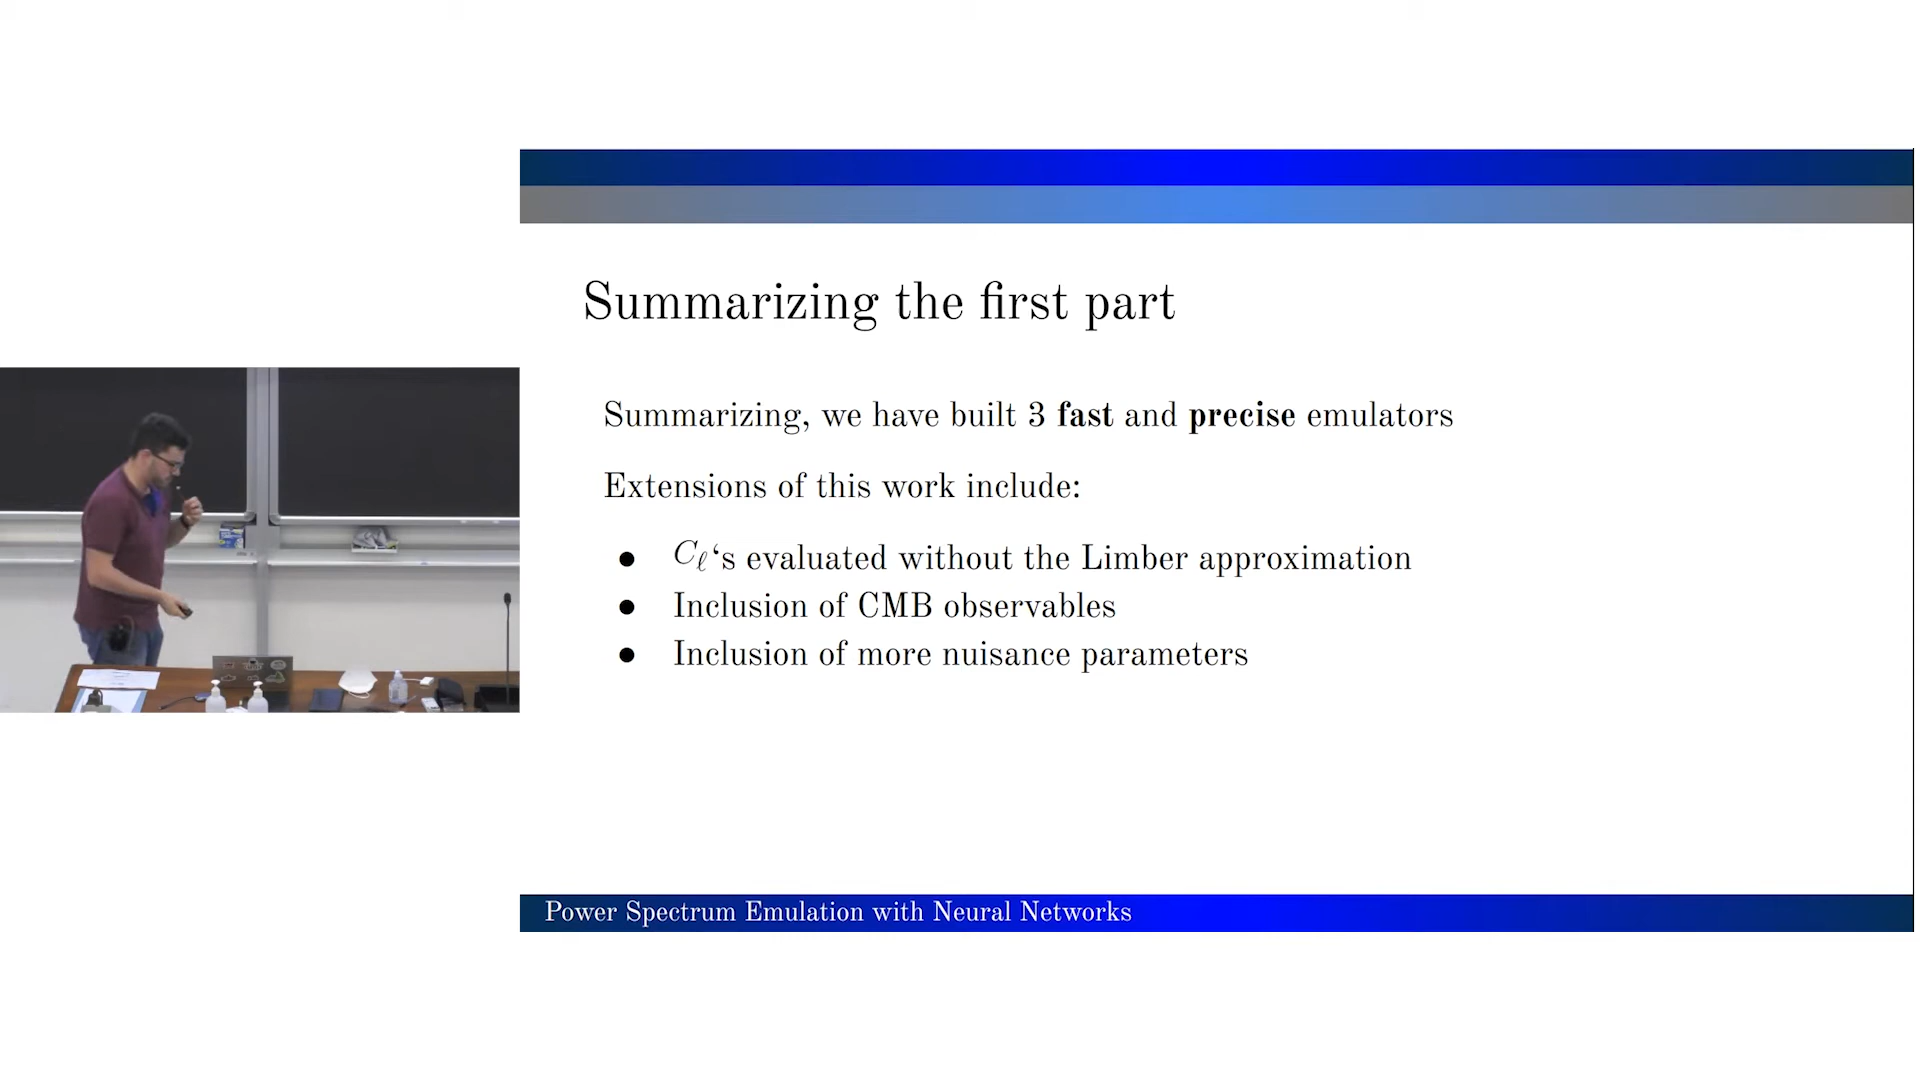 Summarizing the first part
Summarizing, we have built 3 fast and precise emulators
Extensions of this work include:
● C_ℓ‘s evaluated without the Limber approximation
● Inclusion of CMB observables
● Inclusion of more nuisance parameters
Power Spectrum Emulation with Neural Networks